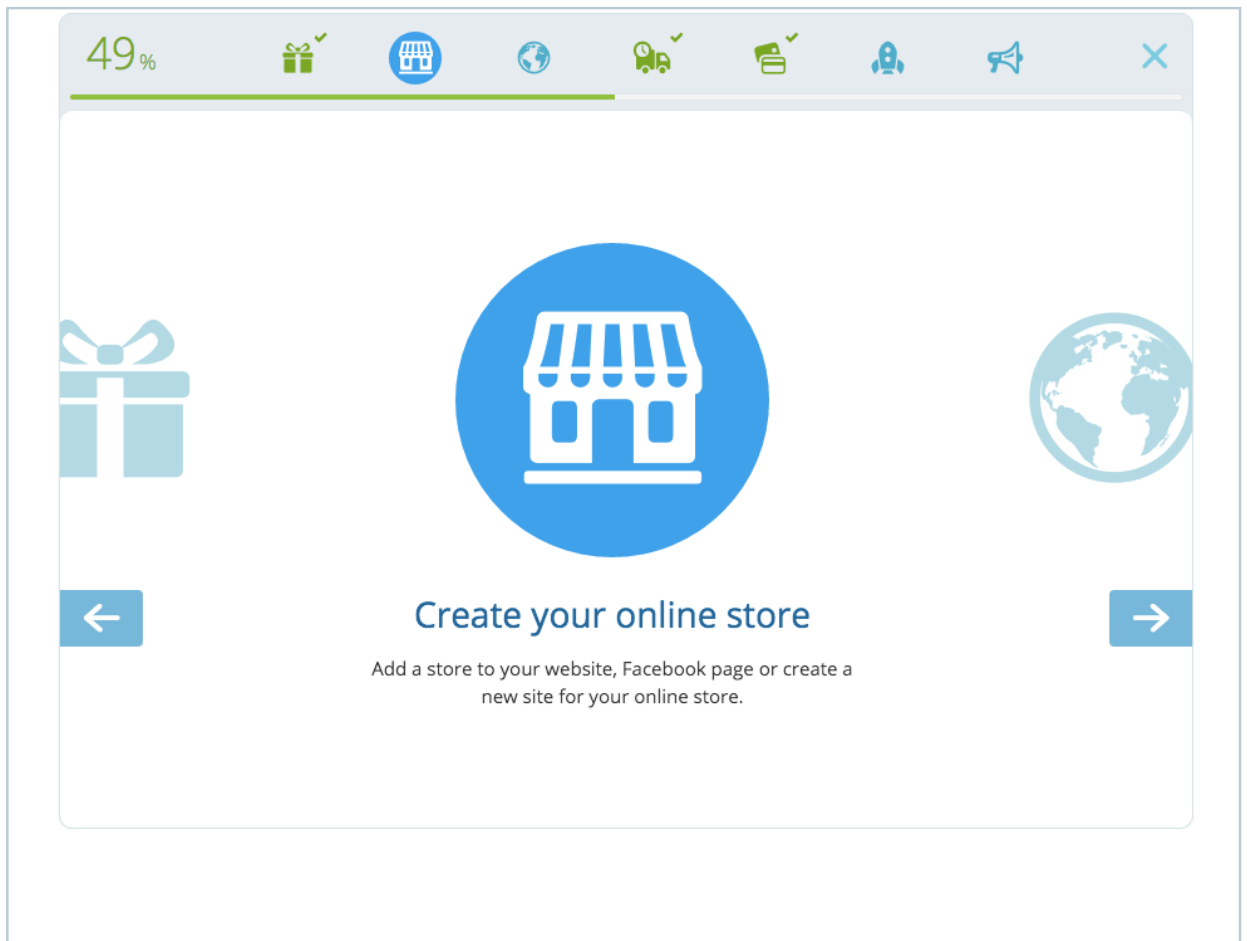 49%
Create your online store
Add a store to your website, Facebook page or create a
new site for your online store.